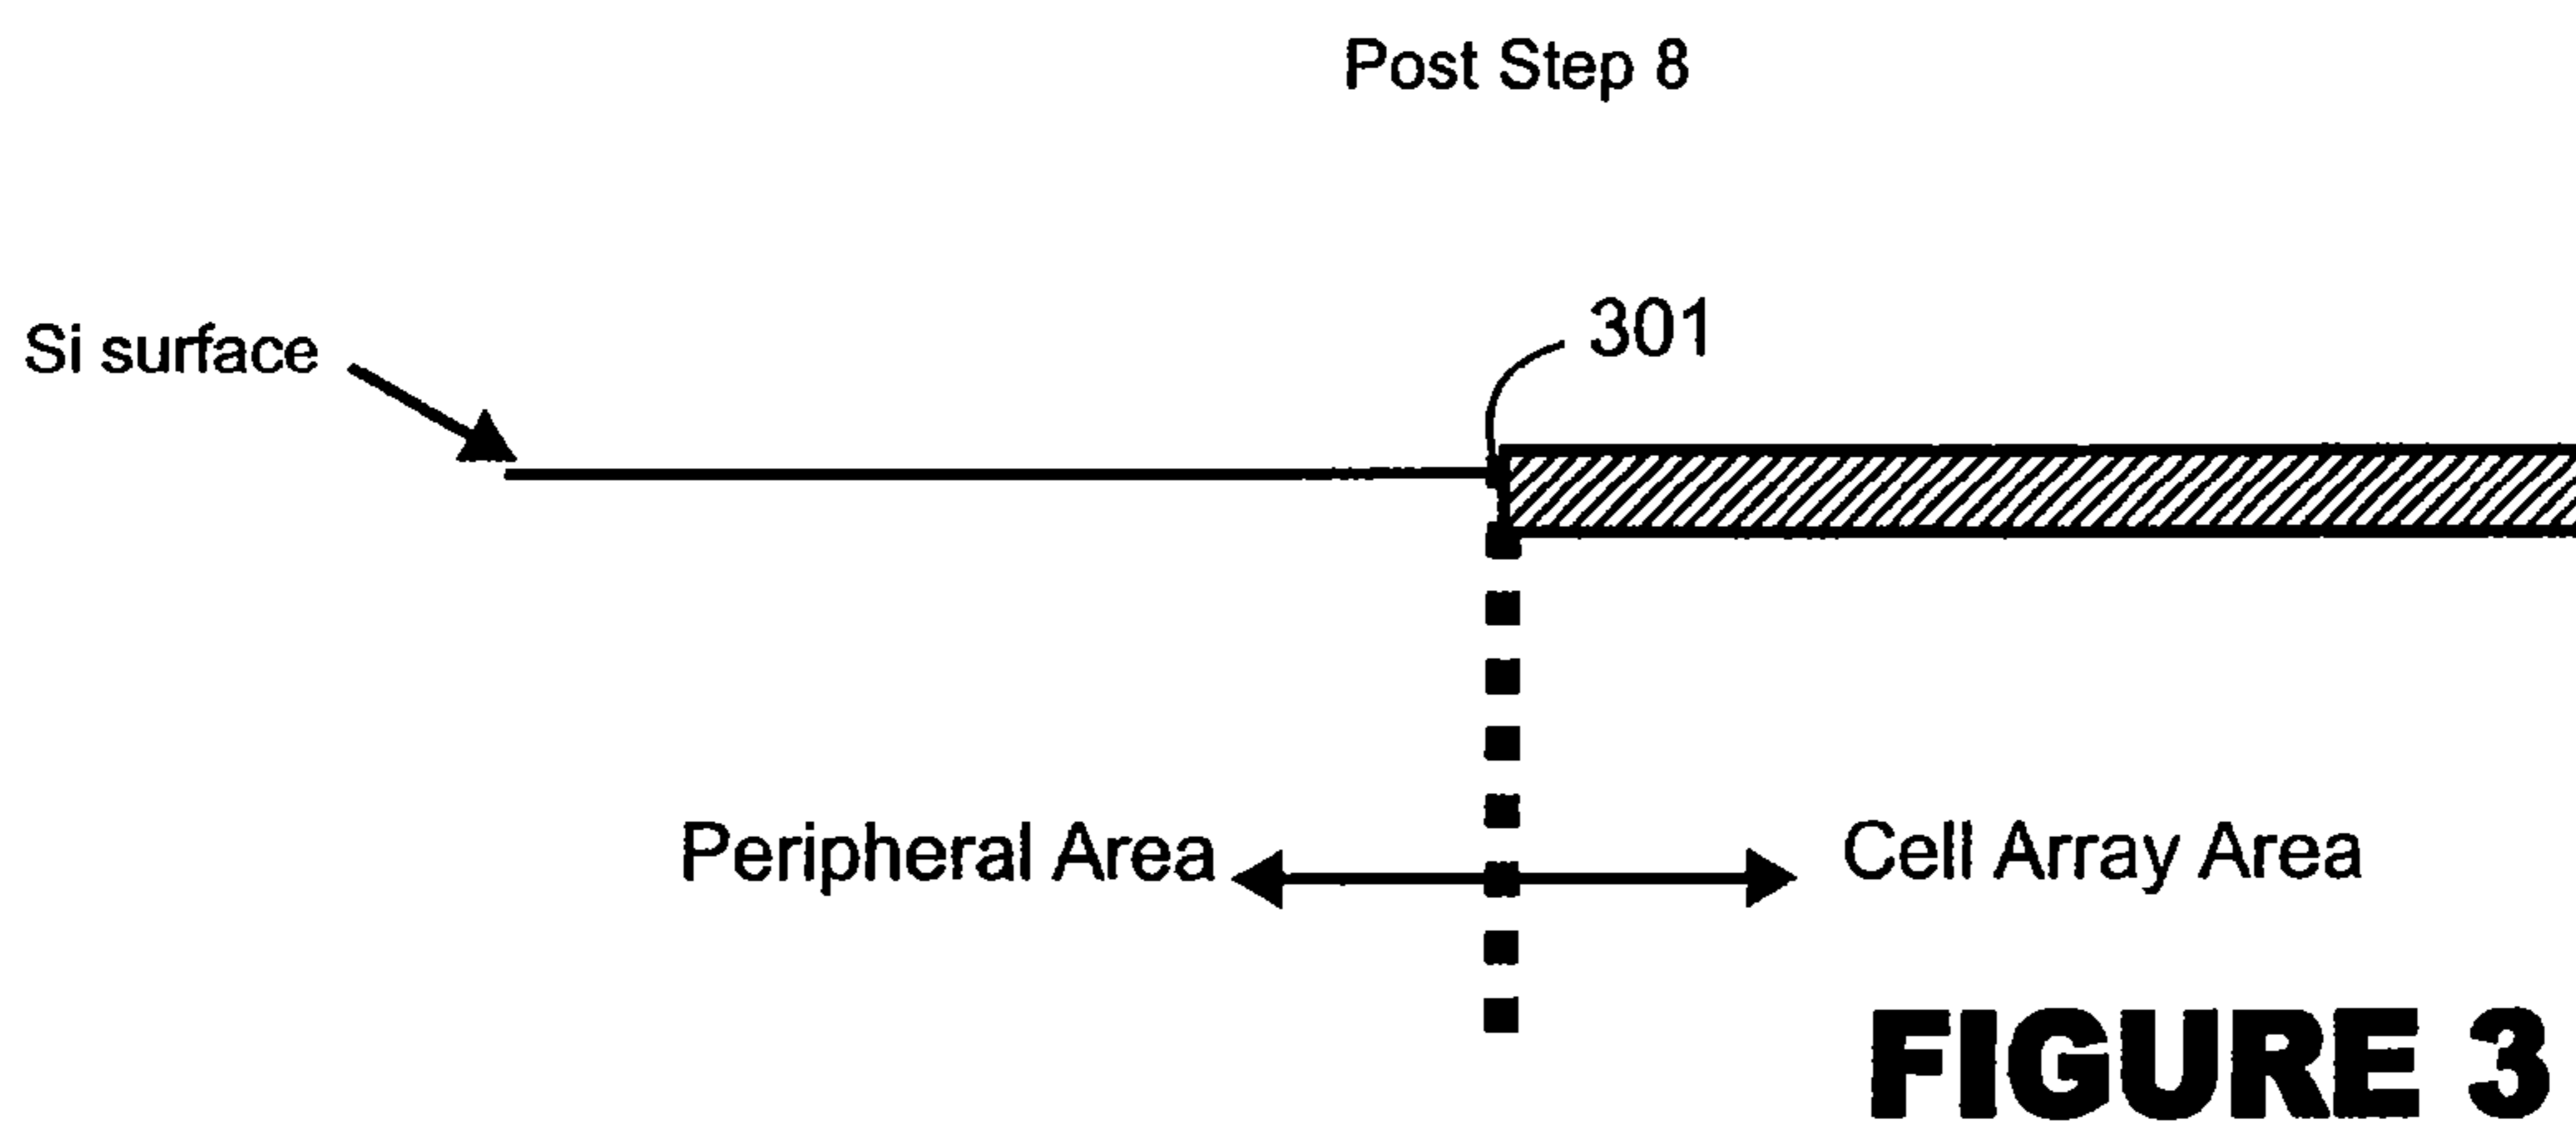 Post Step 8
301
Si surface
Peripheral Area
Cell Array Area
FIGURE 3